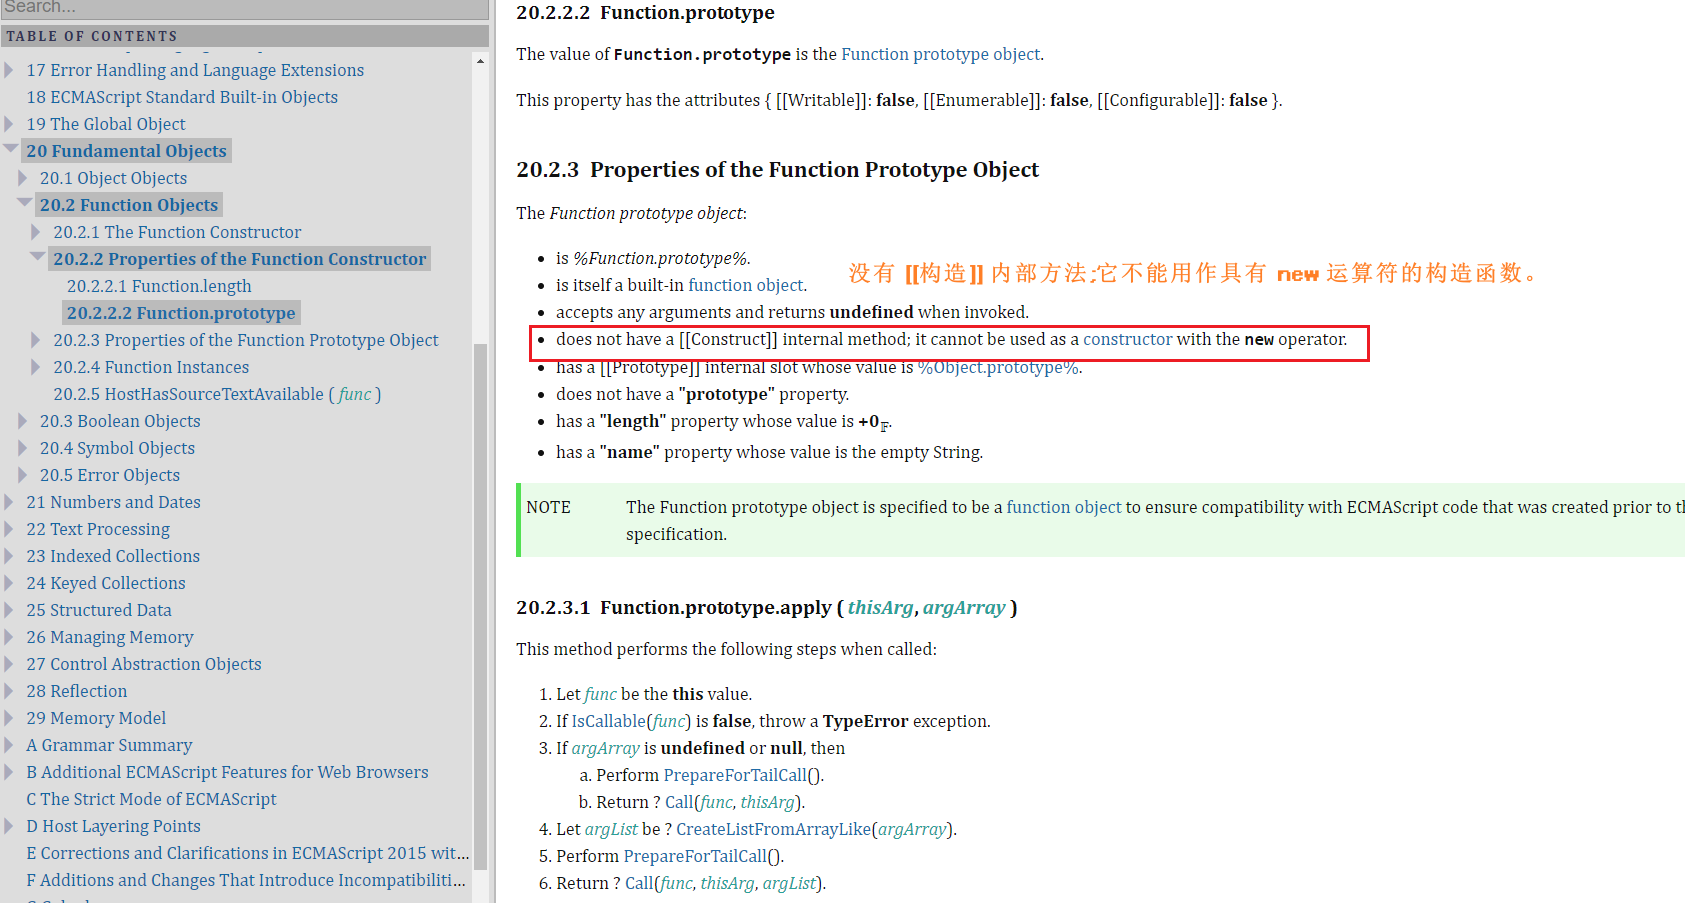 Search...
TABLE OF CONTENTS
17 Error Handling and Language Extensions
18 ECMAScript Standard Built-in Objects
19 The Global Object
20 Fundamental Objects
20.1 Object Objects
20.2 Function Objects
20.2.1 The Function Constructor
20.2.2 Properties of the Function Constructor
20.2.2.1 Function.length
20.2.2.2 Function.prototype
20.2.3 Properties of the Function Prototype Object
20.2.4 Function Instances
20.2.5 HostHasSourceTextAvailable ( func )
20.3 Boolean Objects
20.4 Symbol Objects
20.5 Error Objects
21 Numbers and Dates
22 Text Processing
23 Indexed Collections
24 Keyed Collections
25 Structured Data
26 Managing Memory
27 Control Abstraction Objects
28 Reflection
29 Memory Model
A Grammar Summary
B Additional ECMAScript Features for Web Browsers
C The Strict Mode of ECMAScript
D Host Layering Points
E Corrections and Clarifications in ECMAScript 2015 wit...
F Additions and Changes That Introduce Incompatibiliti...
20.2.2.2 Function.prototype
The value of Function.prototype is the Function prototype object.
This property has the attributes { [[Writable]]: false, [[Enumerable]]: false, [[Configurable]]: false }.
20.2.3 Properties of the Function Prototype Object
The Function prototype object:
• is %Function.prototype%.
没有 [[构造]] 内部方法;它不能用作具有 new 运算符的构造函数。
• is itself a built-in function object.
• accepts any arguments and returns undefined when invoked.
• does not have a [[Construct]] internal method; it cannot be used as a constructor with the new operator.
• has a [[Prototype]] internal slot whose value is %Object.prototype%.
• does not have a "prototype" property.
• has a "length" property whose value is +0𝔽.
• has a "name" property whose value is the empty String.
NOTE The Function prototype object is specified to be a function object to ensure compatibility with ECMAScript code that was created prior to
specification.
20.2.3.1 Function.prototype.apply ( thisArg, argArray )
This method performs the following steps when called:
1. Let func be the this value.
2. If IsCallable(func) is false, throw a TypeError exception.
3. If argArray is undefined or null, then
a. Perform PrepareForTailCall().
b. Return ? Call(func, thisArg).
4. Let argList be ? CreateListFromArrayLike(argArray).
5. Perform PrepareForTailCall().
6. Return ? Call(func, thisArg, argList).